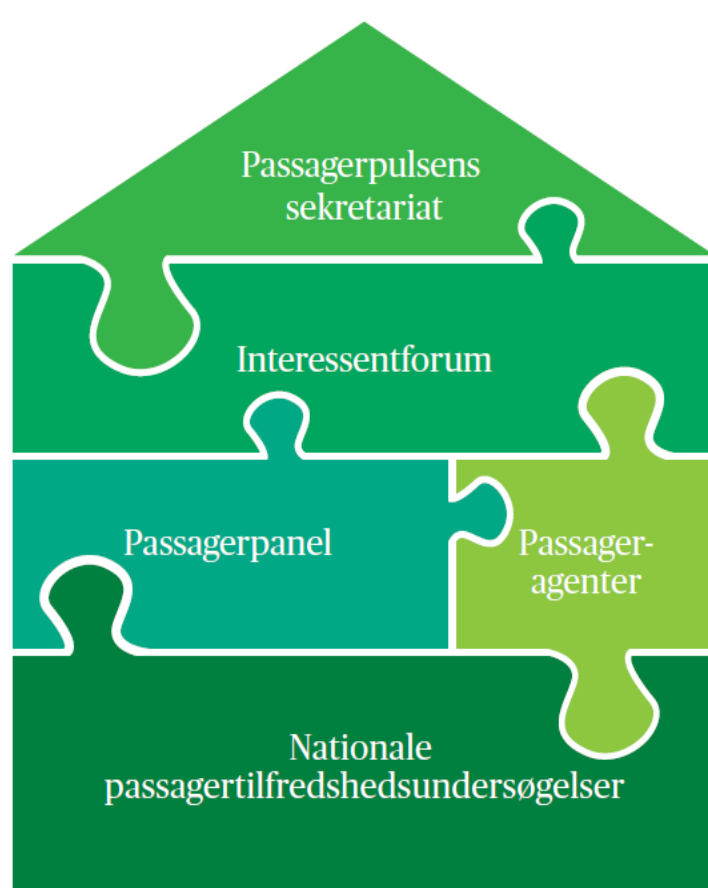 Passagerpulsens
sekretariat
Interessentforum
Passagerpanel
Passager-
agenter
Nationale
passagertilfredshedsundersøgelser